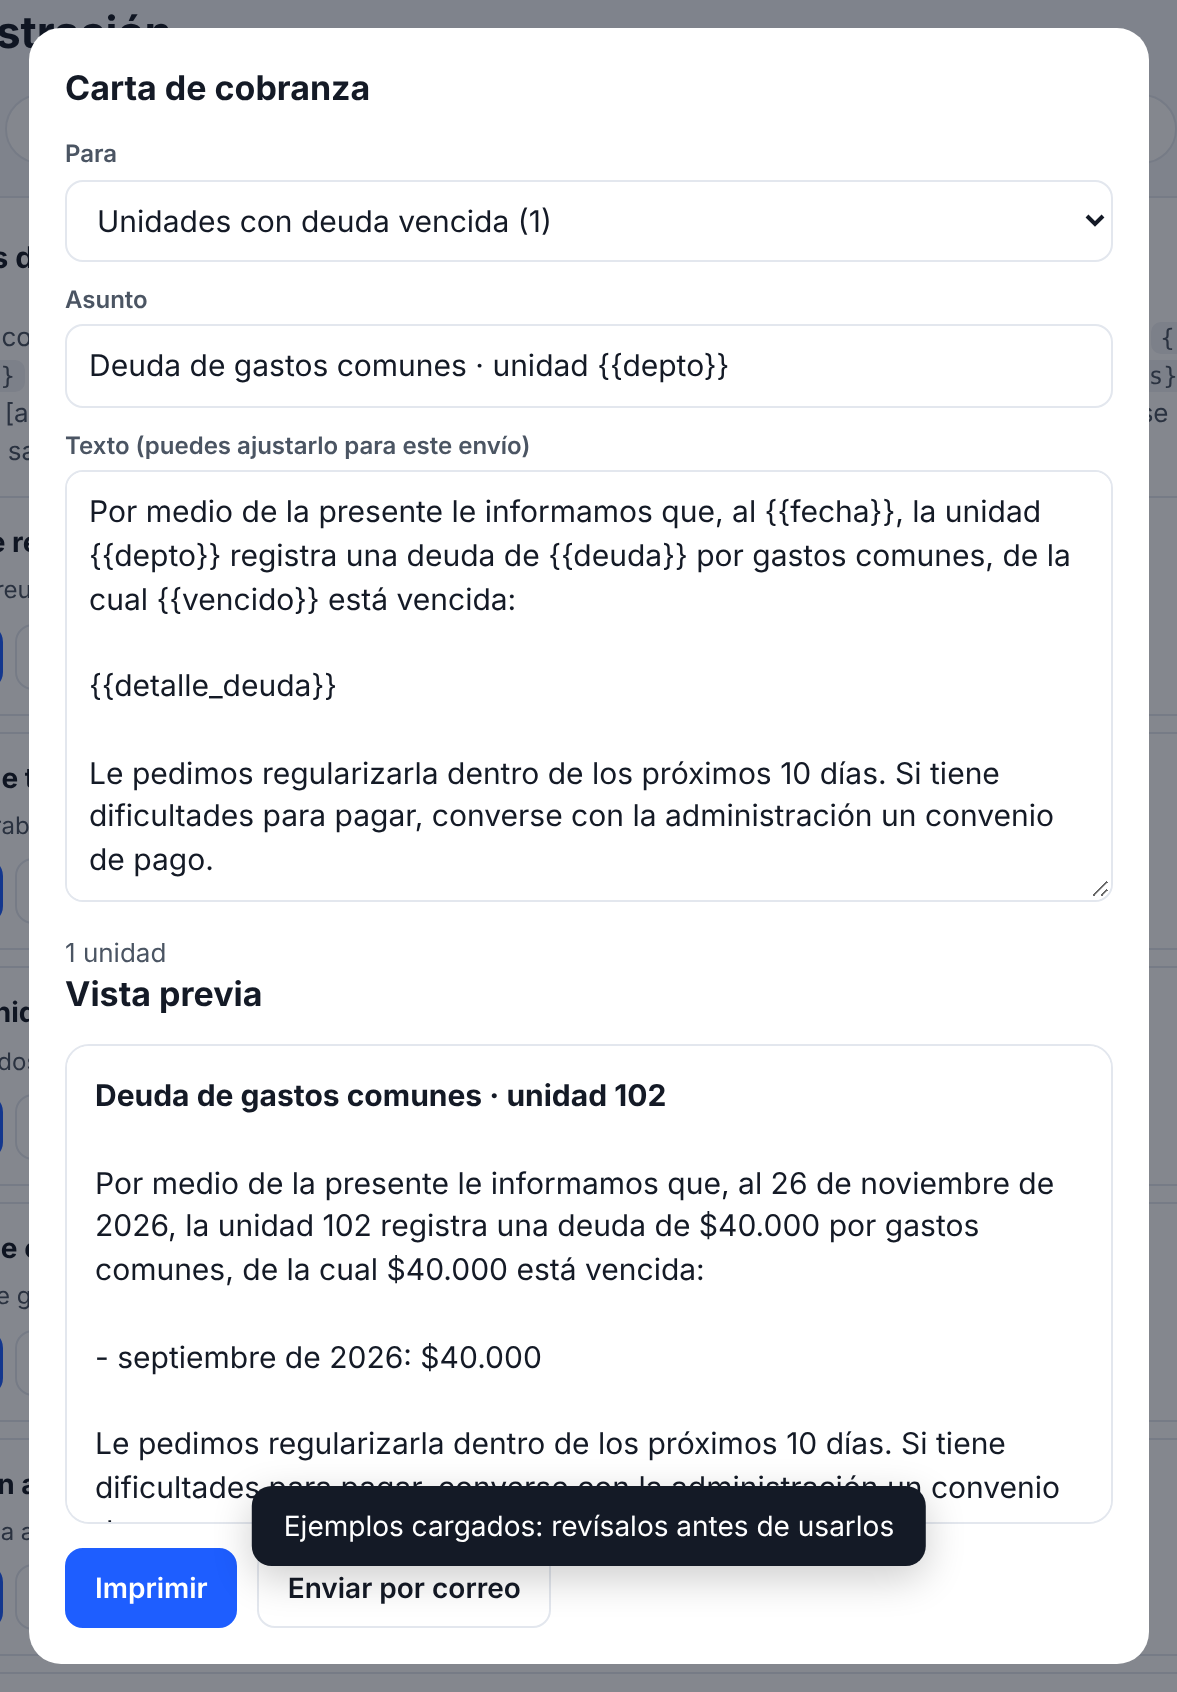 Carta de cobranza
Para
Unidades con deuda vencida (1)
Asunto
Deuda de gastos comunes · unidad {{depto}}
Texto (puedes ajustarlo para este envío)
Por medio de la presente le informamos que, al {{fecha}}, la unidad
{{depto}} registra una deuda de {{deuda}} por gastos comunes, de la
cual {{vencido}} está vencida:
{{detalle_deuda}}
Le pedimos regularizarla dentro de los próximos 10 días. Si tiene
dificultades para pagar, converse con la administración un convenio
de pago.
1 unidad
Vista previa
Deuda de gastos comunes · unidad 102
Por medio de la presente le informamos que, al 26 de noviembre de
2026, la unidad 102 registra una deuda de $40.000 por gastos
comunes, de la cual $40.000 está vencida:
- septiembre de 2026: $40.000
Le pedimos regularizarla dentro de los próximos 10 días. Si tiene
dificultades para pagar, converse con la administración un convenio
Ejemplos cargados: revísalos antes de usarlos
Imprimir
Enviar por correo